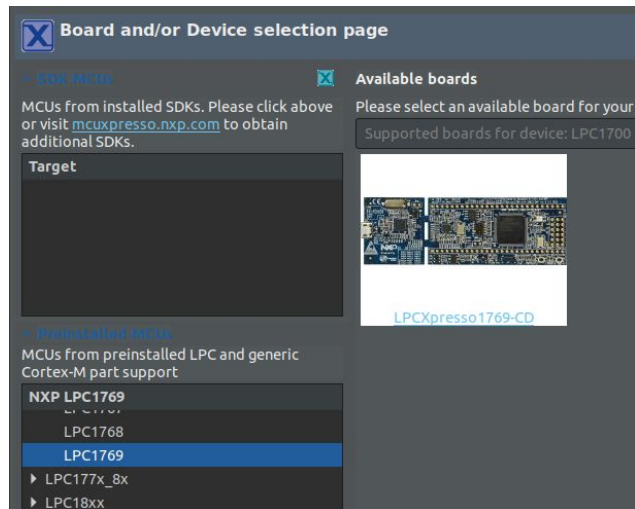 Board and/or Device selection page
SDK MCUs
MCUs from installed SDKs. Please click above
or visit mcuxpresso.nxp.com to obtain
additional SDKs.
Target
Preinstalled MCUs
MCUs from preinstalled LPC and generic
Cortex-M part support
NXP LPC1769
LPC1768
LPC1769
LPC177x_8x
LPC18xx
Available boards
Please select an available board for your
Supported boards for device: LPC1700
LPCXpresso1769-CD